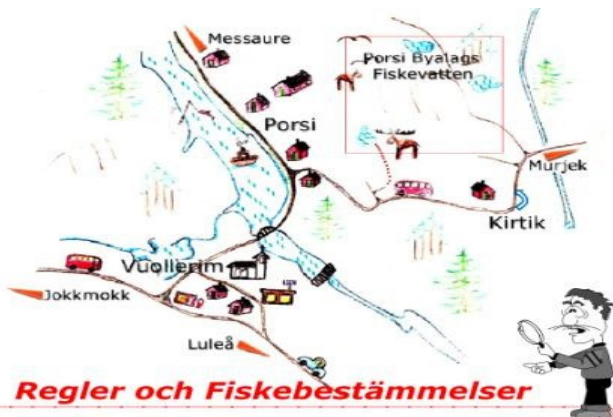 Messaure
Porsi Byalags
Fiskevatten
Porsi
Murjek
Kirtik
Vuollerim
Jokkmokk
Luleå
Regler och Fiskebestämmelser